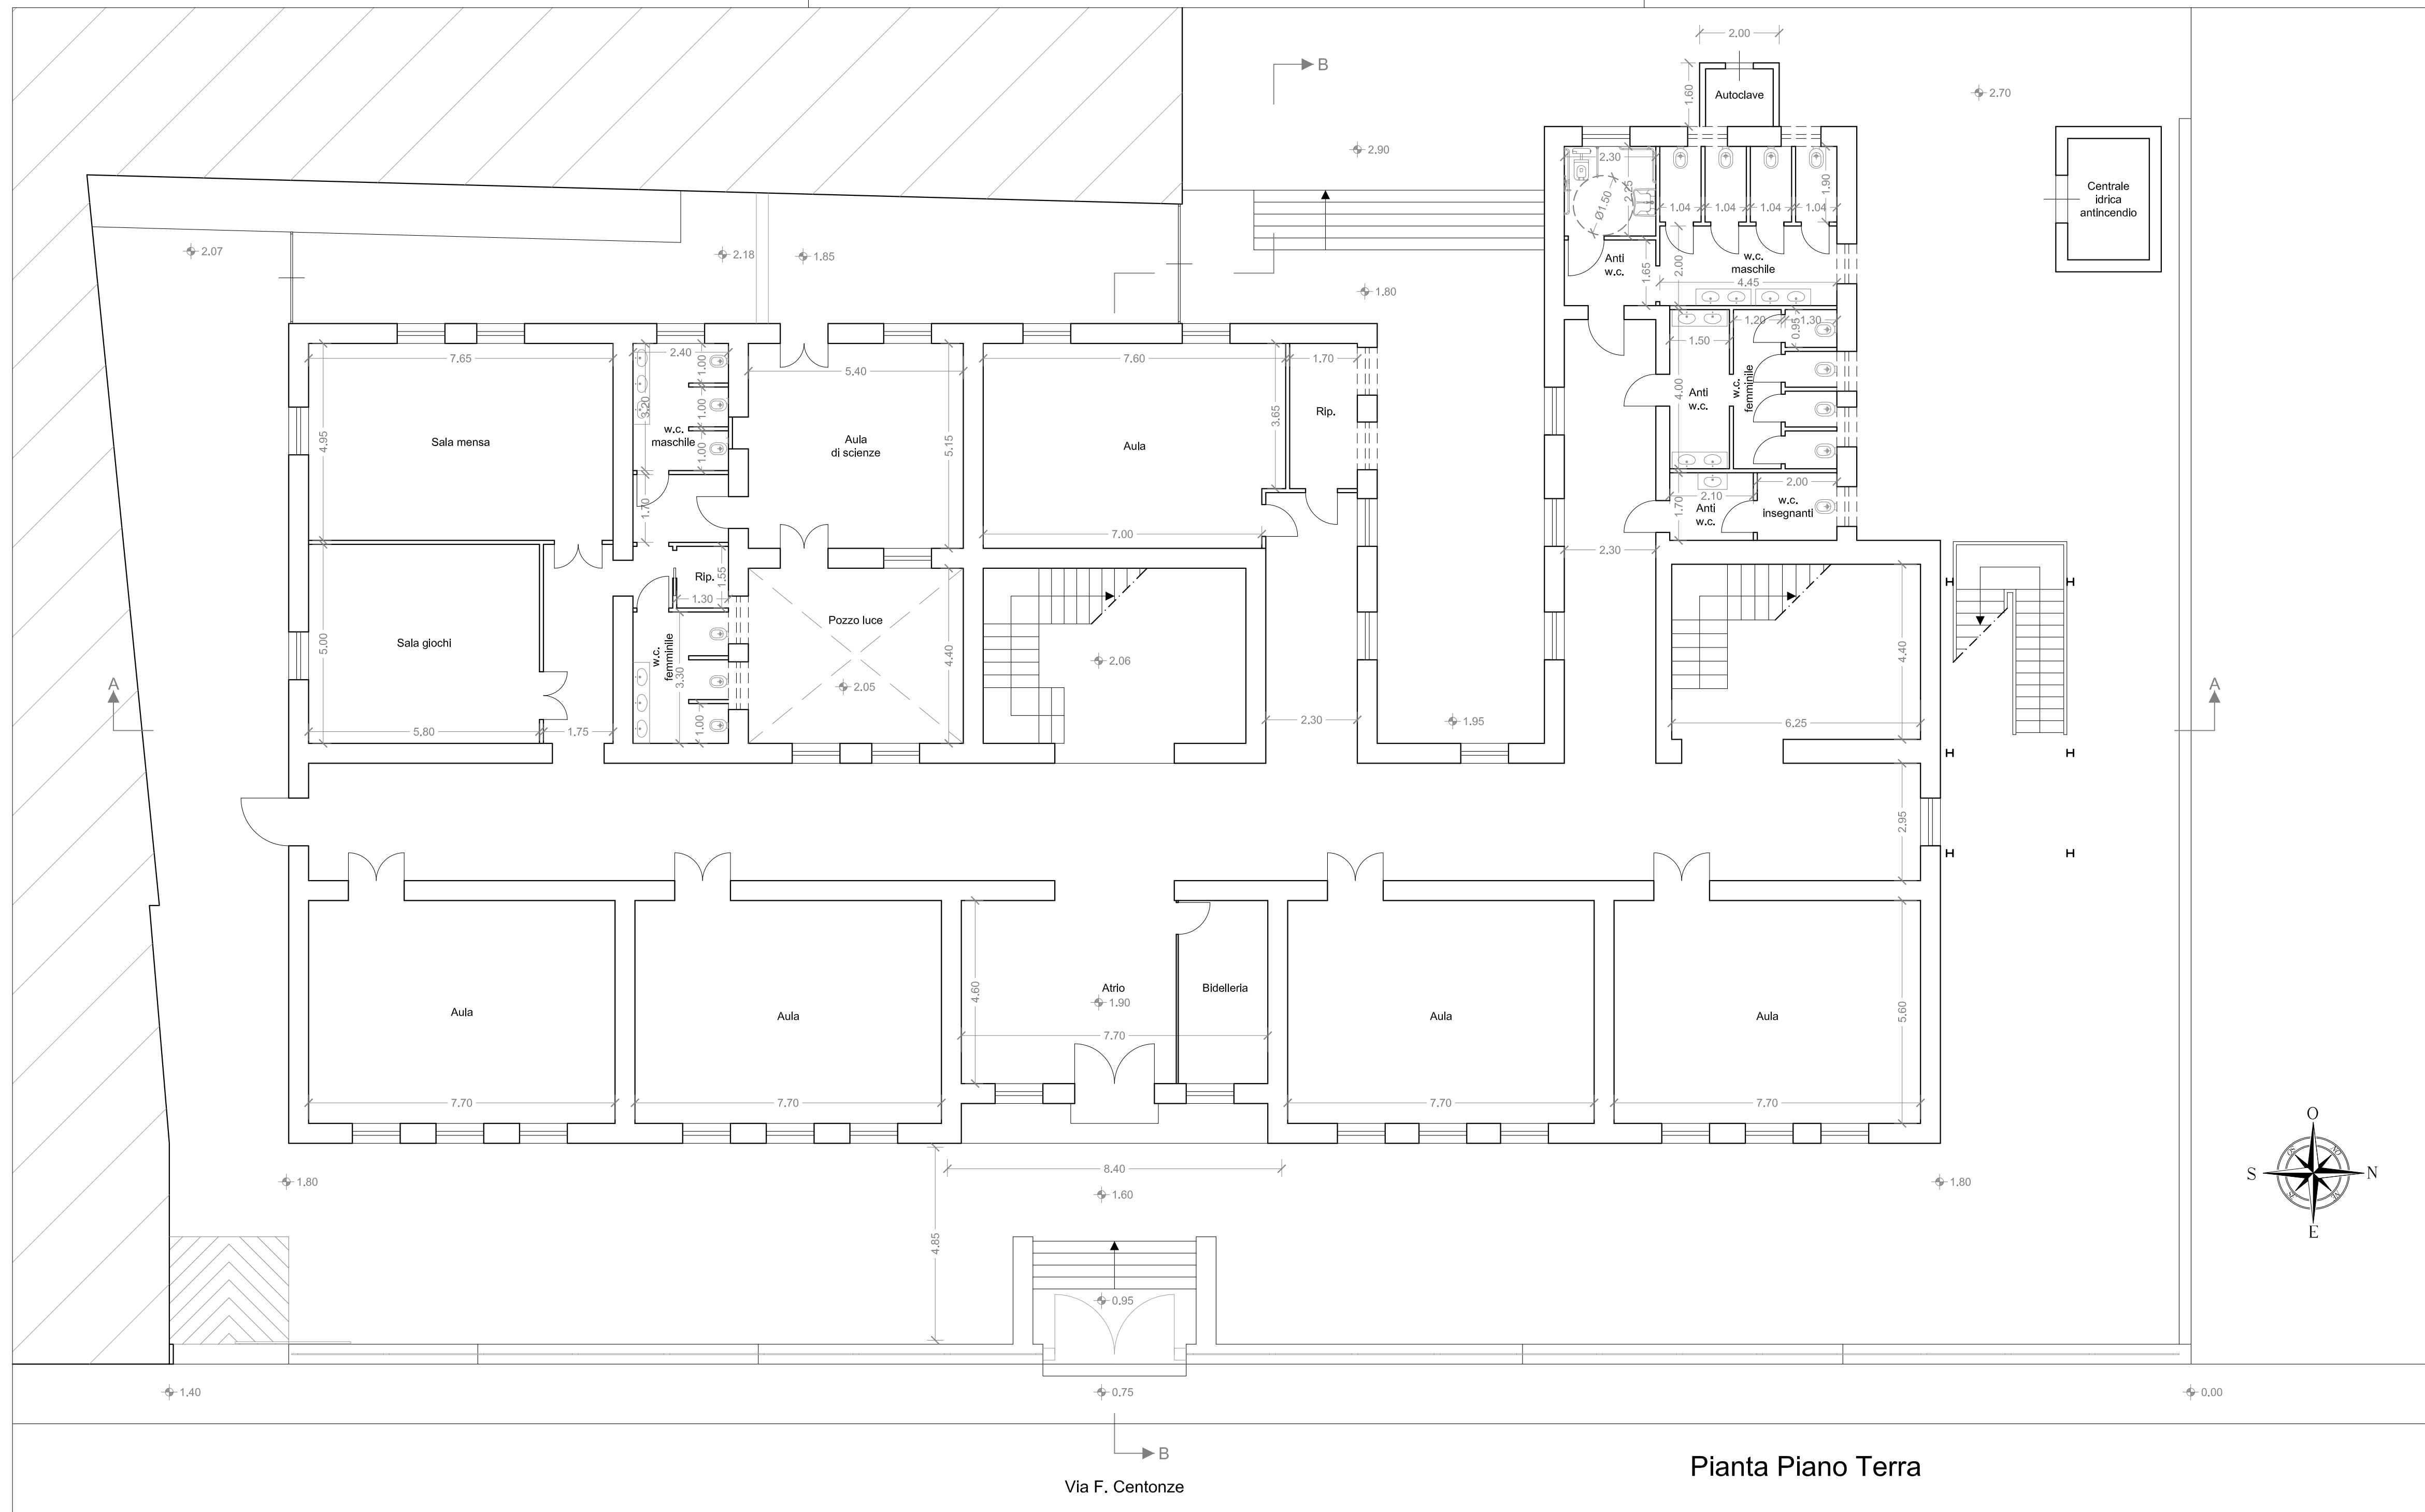 2.00
B
1.60
Autoclave
2.70
2.90
2.30
2.25
Ø1.50
1.90
1.04
1.04
1.04
1.04
Centrale
idrica
antincendio
2.07
2.18
1.85
1.80
Anti
w.c.
1.65
2.00
w.c.
maschile
4.45
7.65
2.40
1.00
5.40
7.60
1.70
1.50
1.20
0.95
1.30
4.95
Sala mensa
3.20
1.00
w.c.
maschile
1.00
Aula
di scienze
5.15
Aula
3.65
Rip.
4.00
Anti
w.c.
w.c.
femminile
1.70
7.00
1.70
2.10
Anti
w.c.
2.00
w.c.
insegnanti
2.30
5.00
Sala giochi
Rip.
1.55
1.30
w.c.
femminile
3.30
1.00
Pozzo luce
2.05
4.40
2.06
4.40
A
A
5.80
1.75
2.30
1.95
6.25
2.95
Aula
Aula
4.60
Atrio
1.90
7.70
Bidelleria
Aula
Aula
5.60
7.70
7.70
7.70
7.70
8.40
1.80
1.60
1.80
4.85
O
S
N
E
0.95
1.40
0.75
0.00
B
Via F. Centonze
Pianta Piano Terra